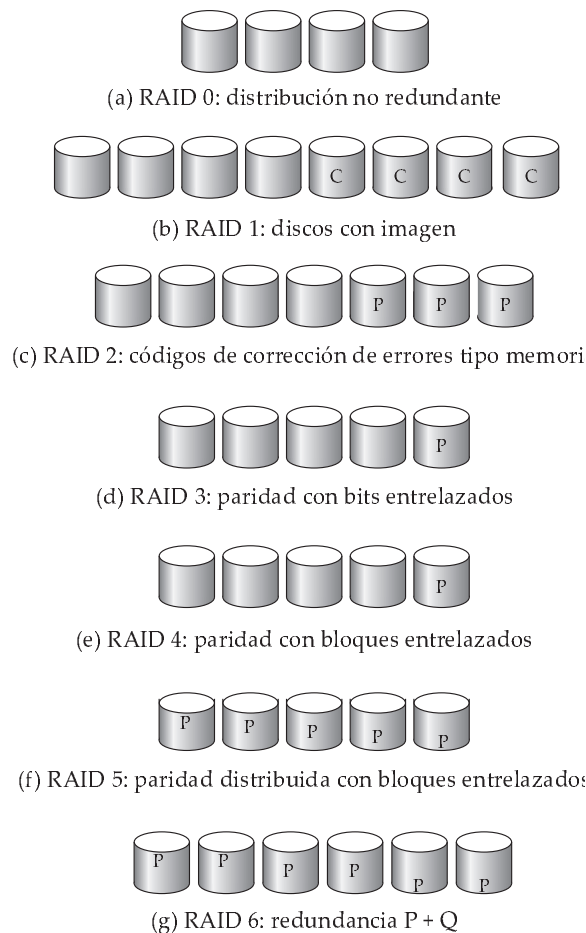 (a) RAID 0: distribución no redundante
C C C C
(b) RAID 1: discos con imagen
P P P
(c) RAID 2: códigos de corrección de errores tipo memori
P
(d) RAID 3: paridad con bits entrelazados
P
(e) RAID 4: paridad con bloques entrelazados
P P P P P
(f) RAID 5: paridad distribuida con bloques entrelazados
P P P P P P
(g) RAID 6: redundancia P + Q